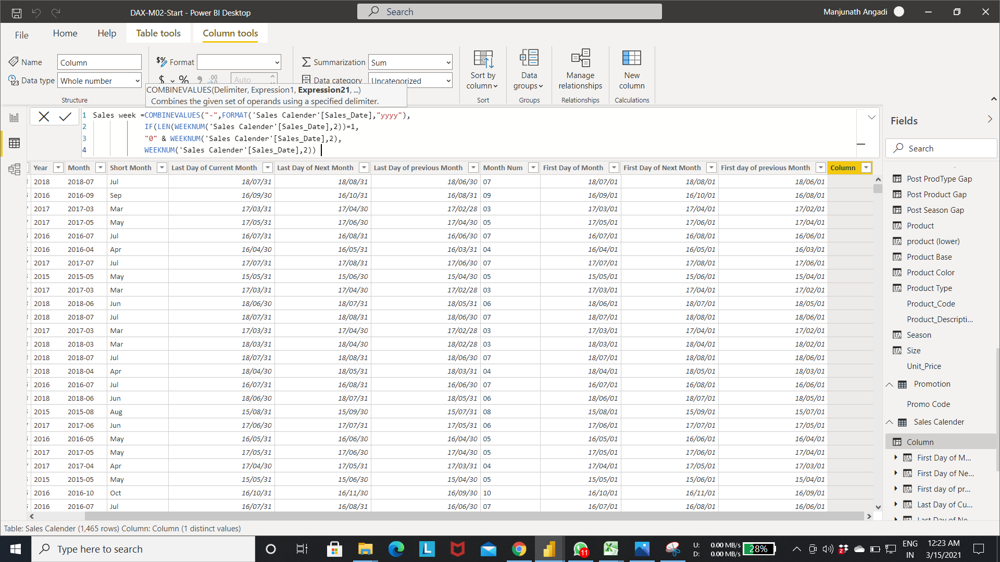 DAX-M02-Start - Power BI Desktop
Search
Manjunath Angadi
File
Home
Help
Table tools
Column tools
Name
Column
Format
Summarization
Sum
Data type
Whole number
$
%
Auto
Data category
Uncategorized
Sort by
column
Data
groups
Manage
relationships
New
column
Structure
Sort
Groups
Relationships
Calculations
COMBINEVALUES(Delimiter, Expression1, Expression21, ...)
Combines the given set of operands using a specified delimiter.
1 Sales week =COMBINEVALUES("-",FORMAT('Sales Calender'[Sales_Date],"yyyy"),
2 IF(LEN(WEEKNUM('Sales Calender'[Sales_Date],2))=1,
3 "0" & WEEKNUM('Sales Calender'[Sales_Date],2),
4 WEEKNUM('Sales Calender'[Sales_Date],2))
Year Month Short Month Last Day of Current Month Last Day of Next Month Last Day of previous Month Month Num First Day of Month First Day of Next Month First day of previous Month Column
2018 2018-07 Jul 18/07/31 18/08/31 18/06/30 07 18/07/01 18/08/01 18/06/01
2016 2016-09 Sep 16/09/30 16/10/31 16/08/31 09 16/09/01 16/10/01 16/08/01
2017 2017-03 Mar 17/03/31 17/04/30 17/02/28 03 17/03/01 17/04/01 17/02/01
2017 2017-05 May 17/05/31 17/06/30 17/04/30 05 17/05/01 17/06/01 17/04/01
2016 2016-07 Jul 16/07/31 16/08/31 16/06/30 07 16/07/01 16/08/01 16/06/01
2016 2016-04 Apr 16/04/30 16/05/31 16/03/31 04 16/04/01 16/05/01 16/03/01
2017 2017-07 Jul 17/07/31 17/08/31 17/06/30 07 17/07/01 17/08/01 17/06/01
2015 2015-05 May 15/05/31 15/06/30 15/04/30 05 15/05/01 15/06/01 15/04/01
2017 2017-03 Mar 17/03/31 17/04/30 17/02/28 03 17/03/01 17/04/01 17/02/01
2018 2018-06 Jun 18/06/30 18/07/31 18/05/31 06 18/06/01 18/07/01 18/05/01
2018 2018-07 Jul 18/07/31 18/08/31 18/06/30 07 18/07/01 18/08/01 18/06/01
2017 2017-03 Mar 17/03/31 17/04/30 17/02/28 03 17/03/01 17/04/01 17/02/01
2018 2018-03 Mar 18/03/31 18/04/30 18/02/28 03 18/03/01 18/04/01 18/02/01
2018 2018-07 Jul 18/07/31 18/08/31 18/06/30 07 18/07/01 18/08/01 18/06/01
2018 2018-04 Apr 18/04/30 18/05/31 18/03/31 04 18/04/01 18/05/01 18/03/01
2016 2016-07 Jul 16/07/31 16/08/31 16/06/30 07 16/07/01 16/08/01 16/06/01
2018 2018-06 Jun 18/06/30 18/07/31 18/05/31 06 18/06/01 18/07/01 18/05/01
2015 2015-08 Aug 15/08/31 15/09/30 15/07/31 08 15/08/01 15/09/01 15/07/01
2017 2017-06 Jun 17/06/30 17/07/31 17/05/31 06 17/06/01 17/07/01 17/05/01
2016 2016-05 May 16/05/31 16/06/30 16/04/30 05 16/05/01 16/06/01 16/04/01
2017 2017-05 May 17/05/31 17/06/30 17/04/30 05 17/05/01 17/06/01 17/04/01
2017 2017-04 Apr 17/04/30 17/05/31 17/03/31 04 17/04/01 17/05/01 17/03/01
2015 2015-05 May 15/05/31 15/06/30 15/04/30 05 15/05/01 15/06/01 15/04/01
2016 2016-10 Oct 16/10/31 16/11/30 16/09/30 10 16/10/01 16/11/01 16/09/01
2016 2016-07 Jul 16/07/31 16/08/31 16/06/30 07 16/07/01 16/08/01 16/06/01
Fields
Search
Post ProdType Gap
Post Product Gap
Post Season Gap
Product
product (lower)
Product Base
Product Color
Product Type
Product_Code
Product_Descripti...
Season
Size
Unit_Price
Promotion
Promo Code
Sales Calender
Column
First Day of M...
First Day of Ne...
First day of pr...
Last Day of Cu...
Last Day of Ne...
Table: Sales Calender (1,465 rows) Column: Column (1 distinct values)
Type here to search
L
11
U: 0.00 MB/s
D: 0.00 MB/s
28%
2
ENG
IN
12:23 AM
3/15/2021